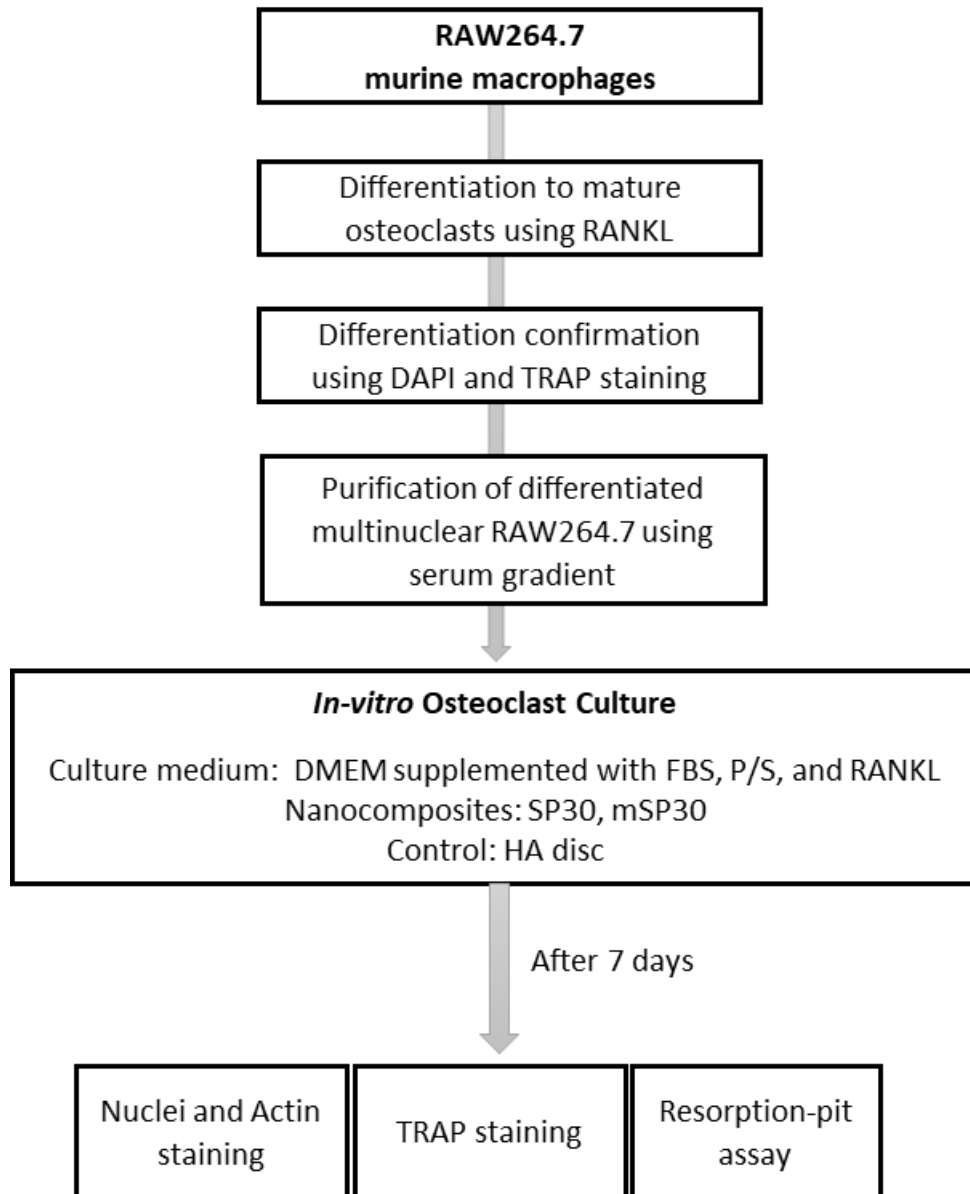 RAW264.7
murine macrophages
Differentiation to mature
osteoclasts using RANKL
Differentiation confirmation
using DAPI and TRAP staining
Purification of differentiated
multinuclear RAW264.7 using
serum gradient
In-vitro Osteoclast Culture
Culture medium:  DMEM supplemented with FBS, P/S, and RANKL
Nanocomposites: SP30, mSP30
Control: HA disc
After 7 days
Nuclei and Actin
staining
TRAP staining
Resorption-pit
assay